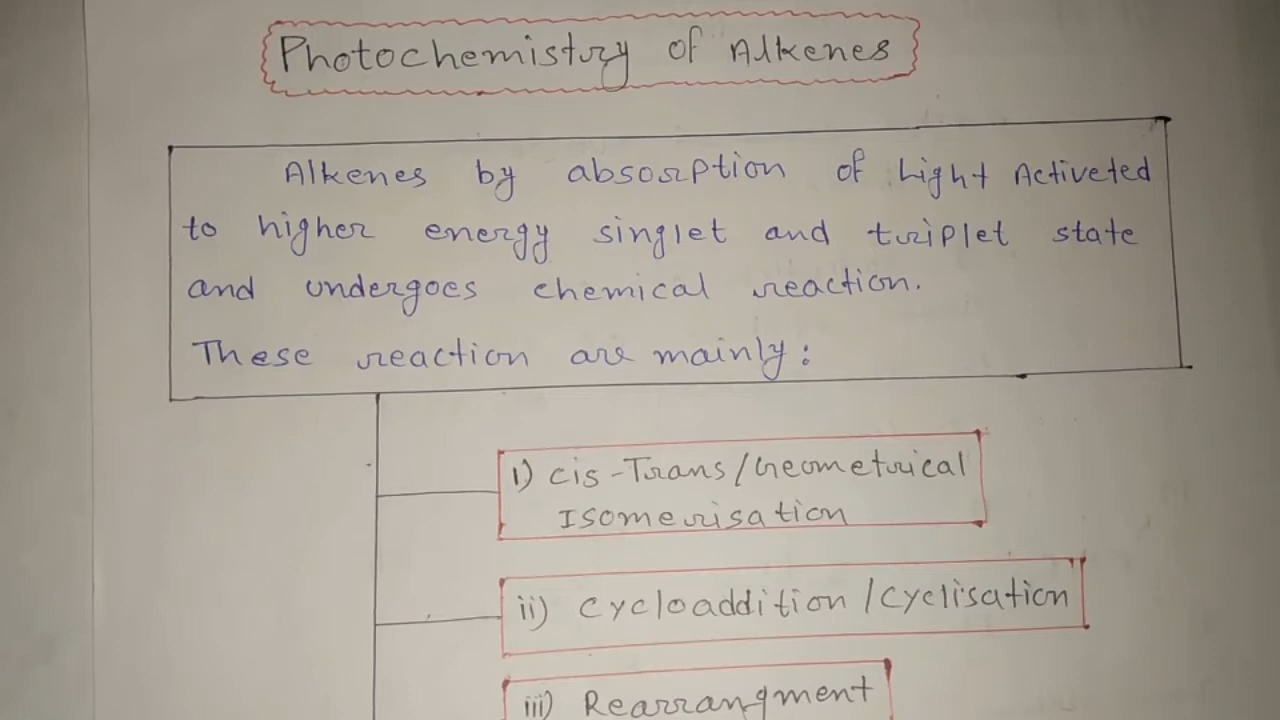 Photochemistry of Alkenes
Alkenes by absorption of Light Activeted
to higher energy singlet and triplet state
and undergoes chemical reaction.
These reaction are mainly:
i) cis-Trans/Geometrical
Isomerisation
ii) Cycloaddition/Cyclisation
iii) Rearrangment